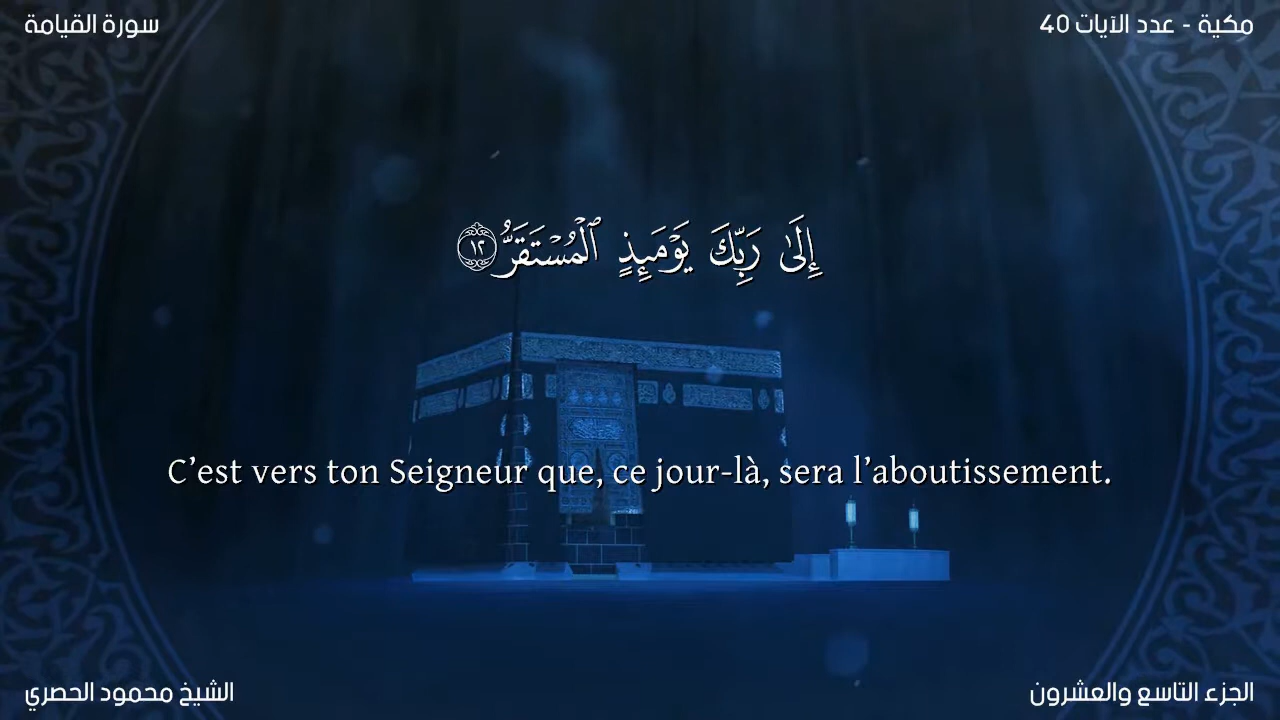 مكية - عدد الآيات 40
سورة القيامة
إِلَىٰ رَبِّكَ يَوْمَئِذٍ ٱلْمُسْتَقَرُّ ١٢
C’est vers ton Seigneur que, ce jour-là, sera l’aboutissement.
الجزء التاسع والعشرون
الشيخ محمود الحصري